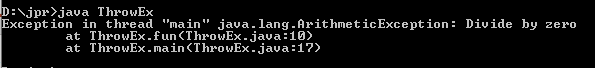 D:\jpr>java ThrowEx
Exception in thread "main" java.lang.ArithmeticException: Divide by zero
        at ThrowEx.fun(ThrowEx.java:10)
        at ThrowEx.main(ThrowEx.java:17)